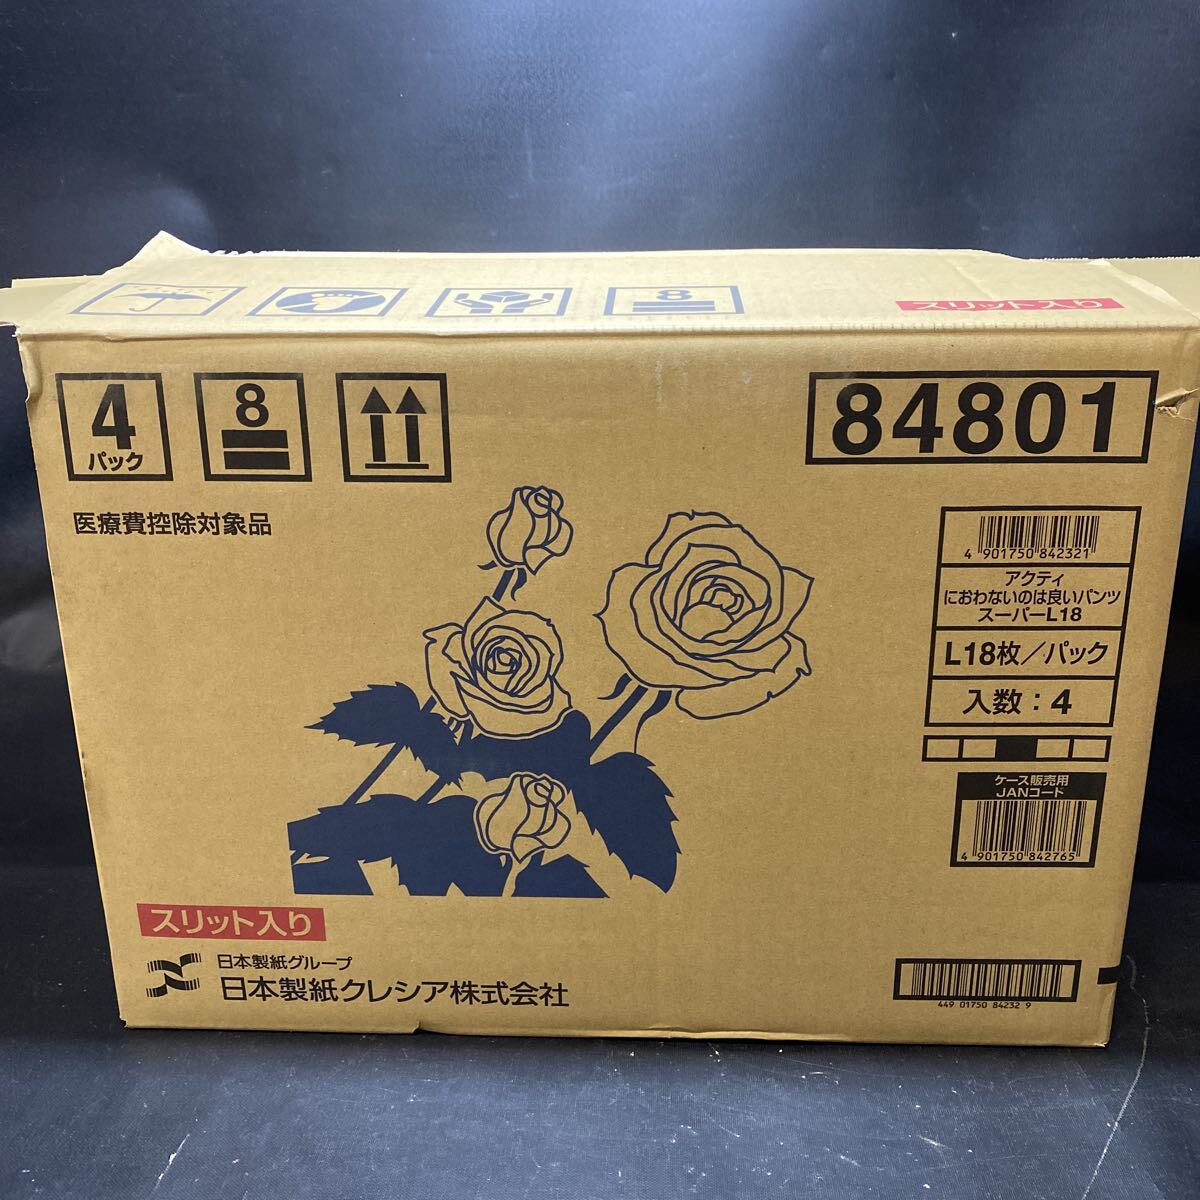 8
スリット入り
4
パック
8
84801
医療費控除対象品
4 901750 842321
アクティ
におわないのは良いパンツ
スーパーL18
L18枚／パック
入数：4
ケース販売用
JANコード
4 901750 842765
スリット入り
日本製紙グループ
日本製紙クレシア株式会社
449 01750 84232 9